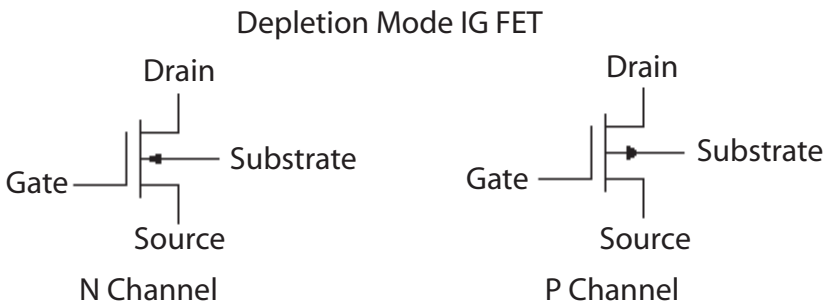 Depletion Mode IG FET
Drain
Substrate
Gate
Source
N Channel
Drain
Substrate
Gate
Source
P Channel